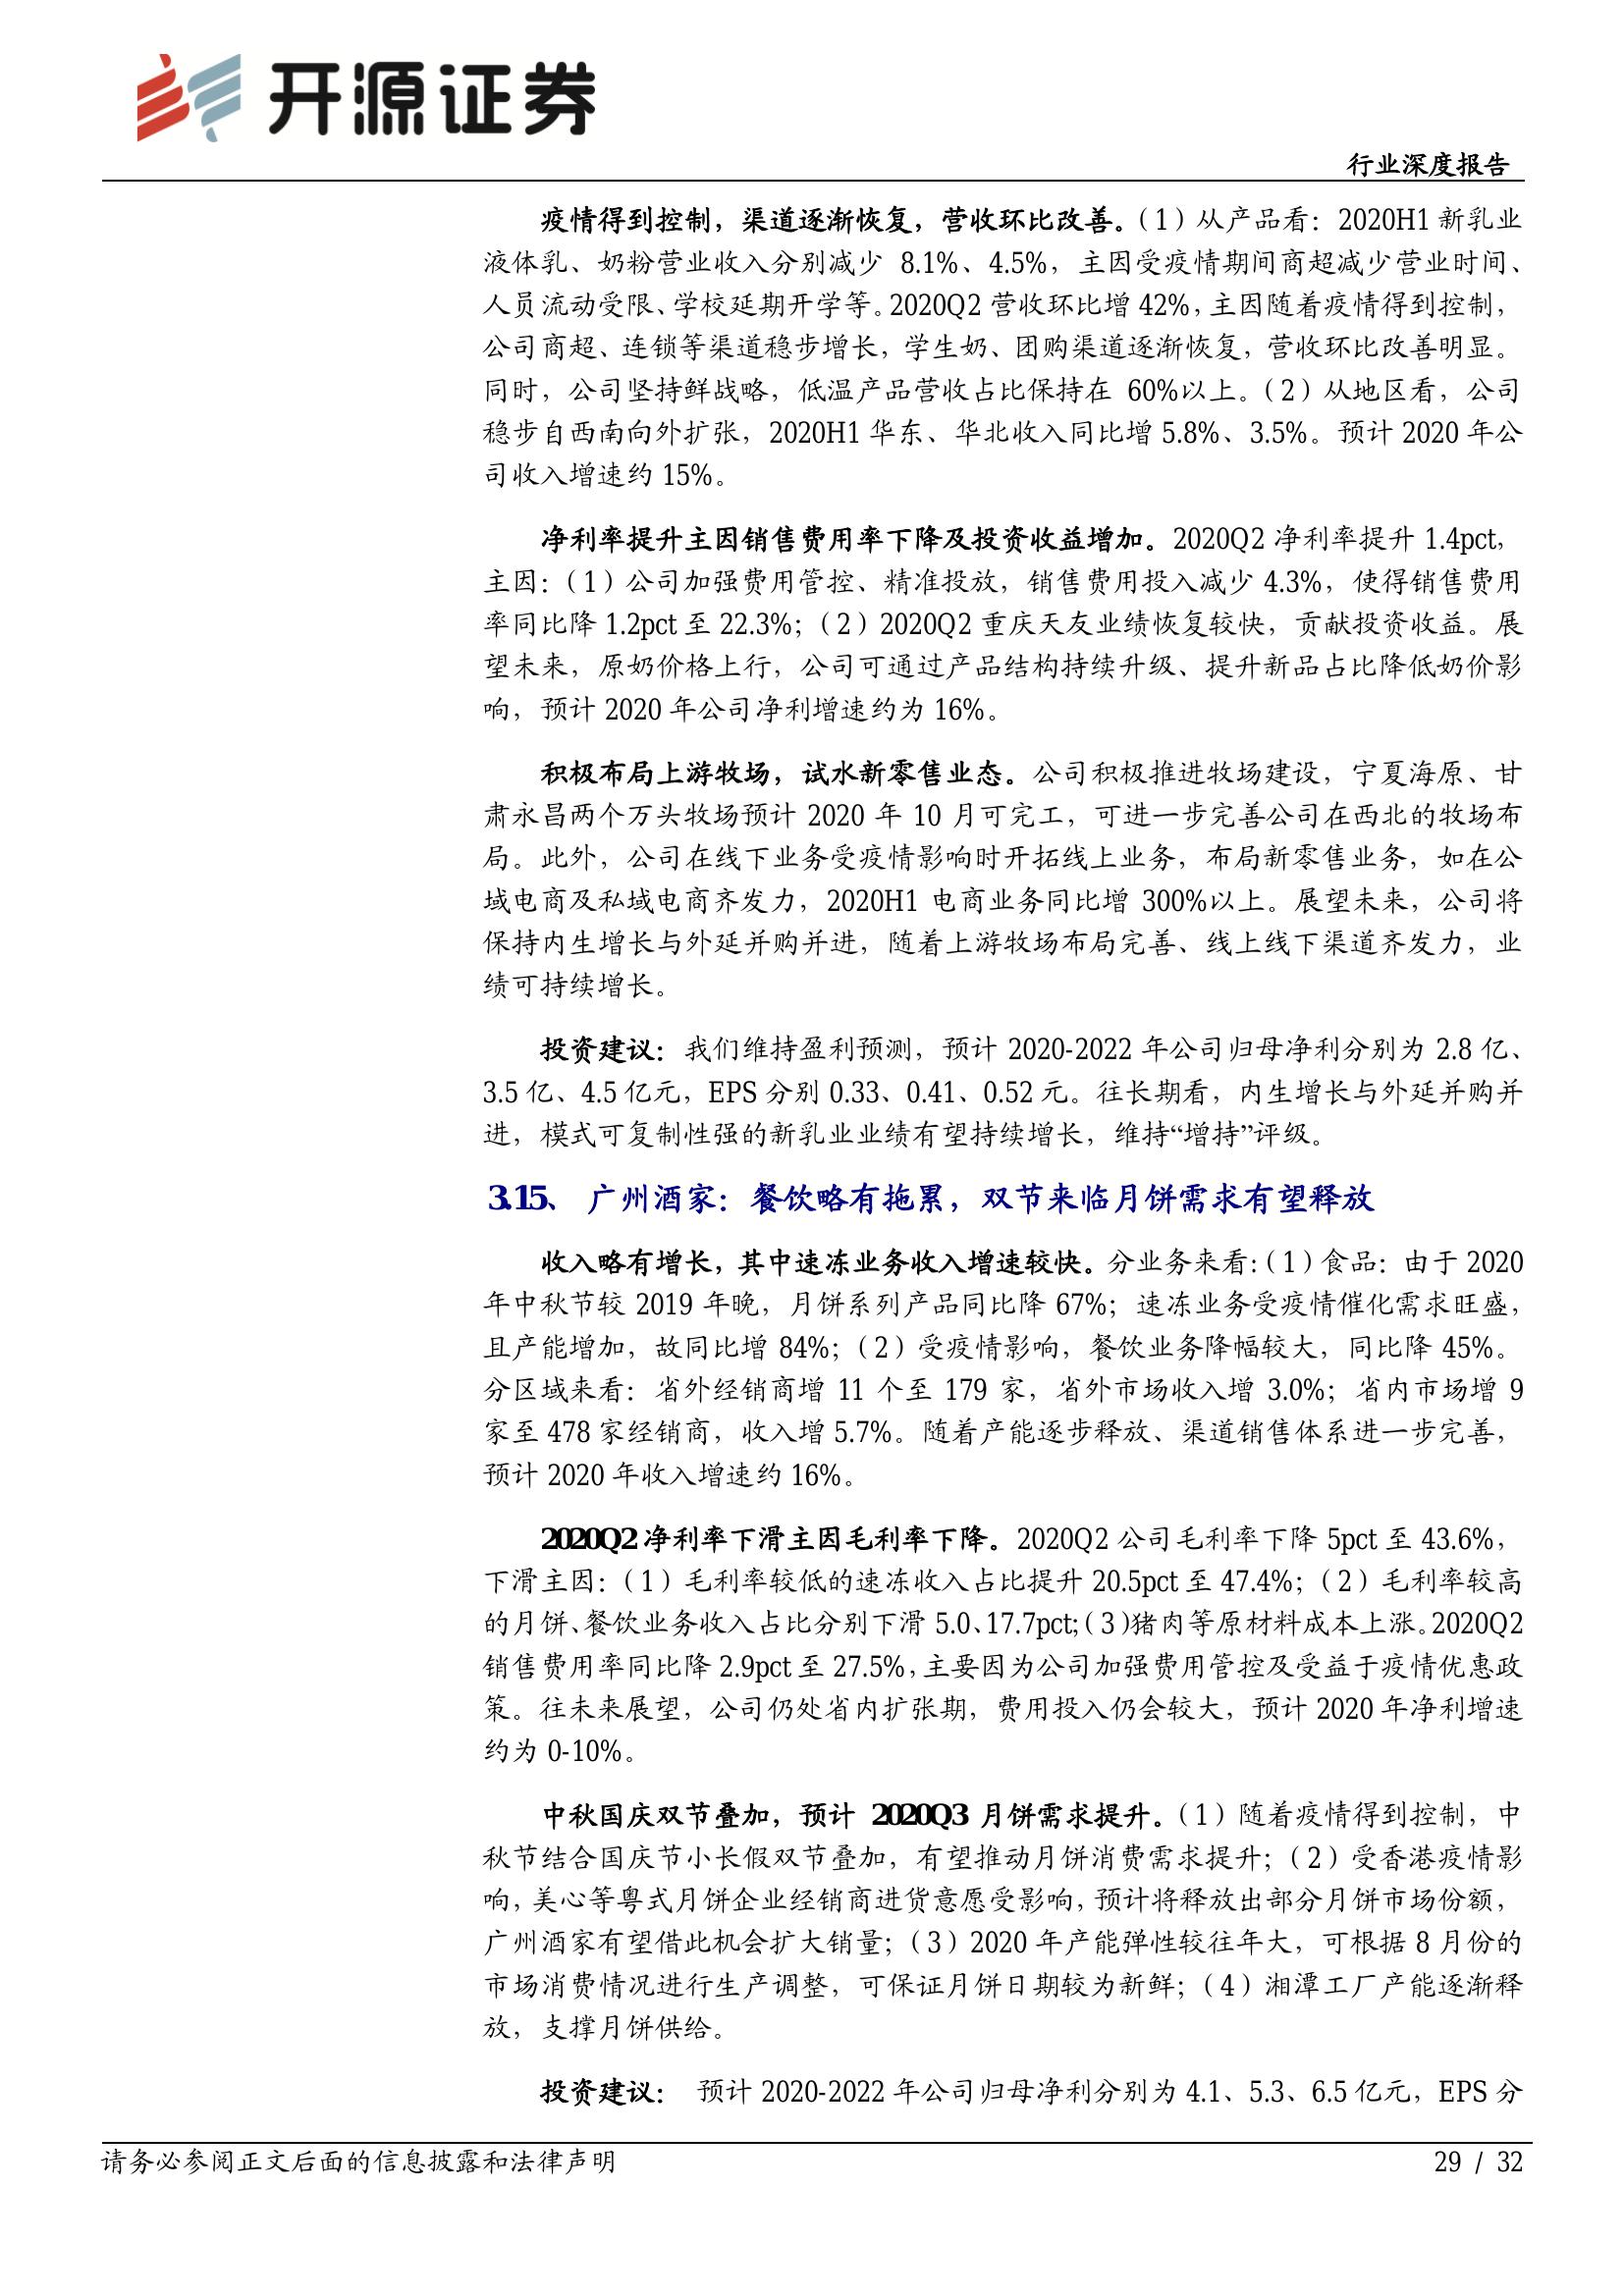 开源证券
行业深度报告
疫情得到控制，渠道逐渐恢复，营收环比改善。（1）从产品看：2020H1 新乳业
液体乳、奶粉营业收入分别减少 8.1%、4.5%，主因受疫情期间商超减少营业时间、
人员流动受限、学校延期开学等。2020Q2 营收环比增 42%，主因随着疫情得到控制，
公司商超、连锁等渠道稳步增长，学生奶、团购渠道逐渐恢复，营收环比改善明显。
同时，公司坚持鲜战略，低温产品营收占比保持在 60%以上。（2）从地区看，公司
稳步自西南向外扩张，2020H1 华东、华北收入同比增 5.8%、3.5%。预计 2020 年公
司收入增速约 15%。
净利率提升主因销售费用率下降及投资收益增加。2020Q2 净利率提升 1.4pct，
主因：（1）公司加强费用管控、精准投放，销售费用投入减少 4.3%，使得销售费用
率同比降 1.2pct 至 22.3%；（2）2020Q2 重庆天友业绩恢复较快，贡献投资收益。展
望未来，原奶价格上行，公司可通过产品结构持续升级、提升新品占比降低奶价影
响，预计 2020 年公司净利增速约为 16%。
积极布局上游牧场，试水新零售业态。公司积极推进牧场建设，宁夏海原、甘
肃永昌两个万头牧场预计 2020 年 10 月可完工，可进一步完善公司在西北的牧场布
局。此外，公司在线下业务受疫情影响时开拓线上业务，布局新零售业务，如在公
域电商及私域电商齐发力，2020H1 电商业务同比增 300%以上。展望未来，公司将
保持内生增长与外延并购并进，随着上游牧场布局完善、线上线下渠道齐发力，业
绩可持续增长。
投资建议：我们维持盈利预测，预计 2020-2022 年公司归母净利分别为 2.8 亿、
3.5 亿、4.5 亿元，EPS 分别 0.33、0.41、0.52 元。往长期看，内生增长与外延并购并
进，模式可复制性强的新乳业业绩有望持续增长，维持“增持”评级。
3.15、 广州酒家：餐饮略有拖累，双节来临月饼需求有望释放
收入略有增长，其中速冻业务收入增速较快。分业务来看：（1）食品：由于 2020
年中秋节较 2019 年晚，月饼系列产品同比降 67%；速冻业务受疫情催化需求旺盛，
且产能增加，故同比增 84%；（2）受疫情影响，餐饮业务降幅较大，同比降 45%。
分区域来看：省外经销商增 11 个至 179 家，省外市场收入增 3.0%；省内市场增 9
家至 478 家经销商，收入增 5.7%。随着产能逐步释放、渠道销售体系进一步完善，
预计 2020 年收入增速约 16%。
2020Q2 净利率下滑主因毛利率下降。2020Q2 公司毛利率下降 5pct 至 43.6%，
下滑主因：（1）毛利率较低的速冻收入占比提升 20.5pct 至 47.4%；（2）毛利率较高
的月饼、餐饮业务收入占比分别下滑 5.0、17.7pct；（3）猪肉等原材料成本上涨。2020Q2
销售费用率同比降 2.9pct 至 27.5%，主要因为公司加强费用管控及受益于疫情优惠政
策。往未来展望，公司仍处省内扩张期，费用投入仍会较大，预计 2020 年净利增速
约为 0-10%。
中秋国庆双节叠加，预计 2020Q3 月饼需求提升。（1）随着疫情得到控制，中
秋节结合国庆节小长假双节叠加，有望推动月饼消费需求提升；（2）受香港疫情影
响，美心等粤式月饼企业经销商进货意愿受影响，预计将释放出部分月饼市场份额，
广州酒家有望借此机会扩大销量；（3）2020 年产能弹性较往年大，可根据 8 月份的
市场消费情况进行生产调整，可保证月饼日期较为新鲜；（4）湘潭工厂产能逐渐释
放，支撑月饼供给。
投资建议： 预计 2020-2022 年公司归母净利分别为 4.1、5.3、6.5 亿元，EPS 分
请务必参阅正文后面的信息披露和法律声明
29 / 32